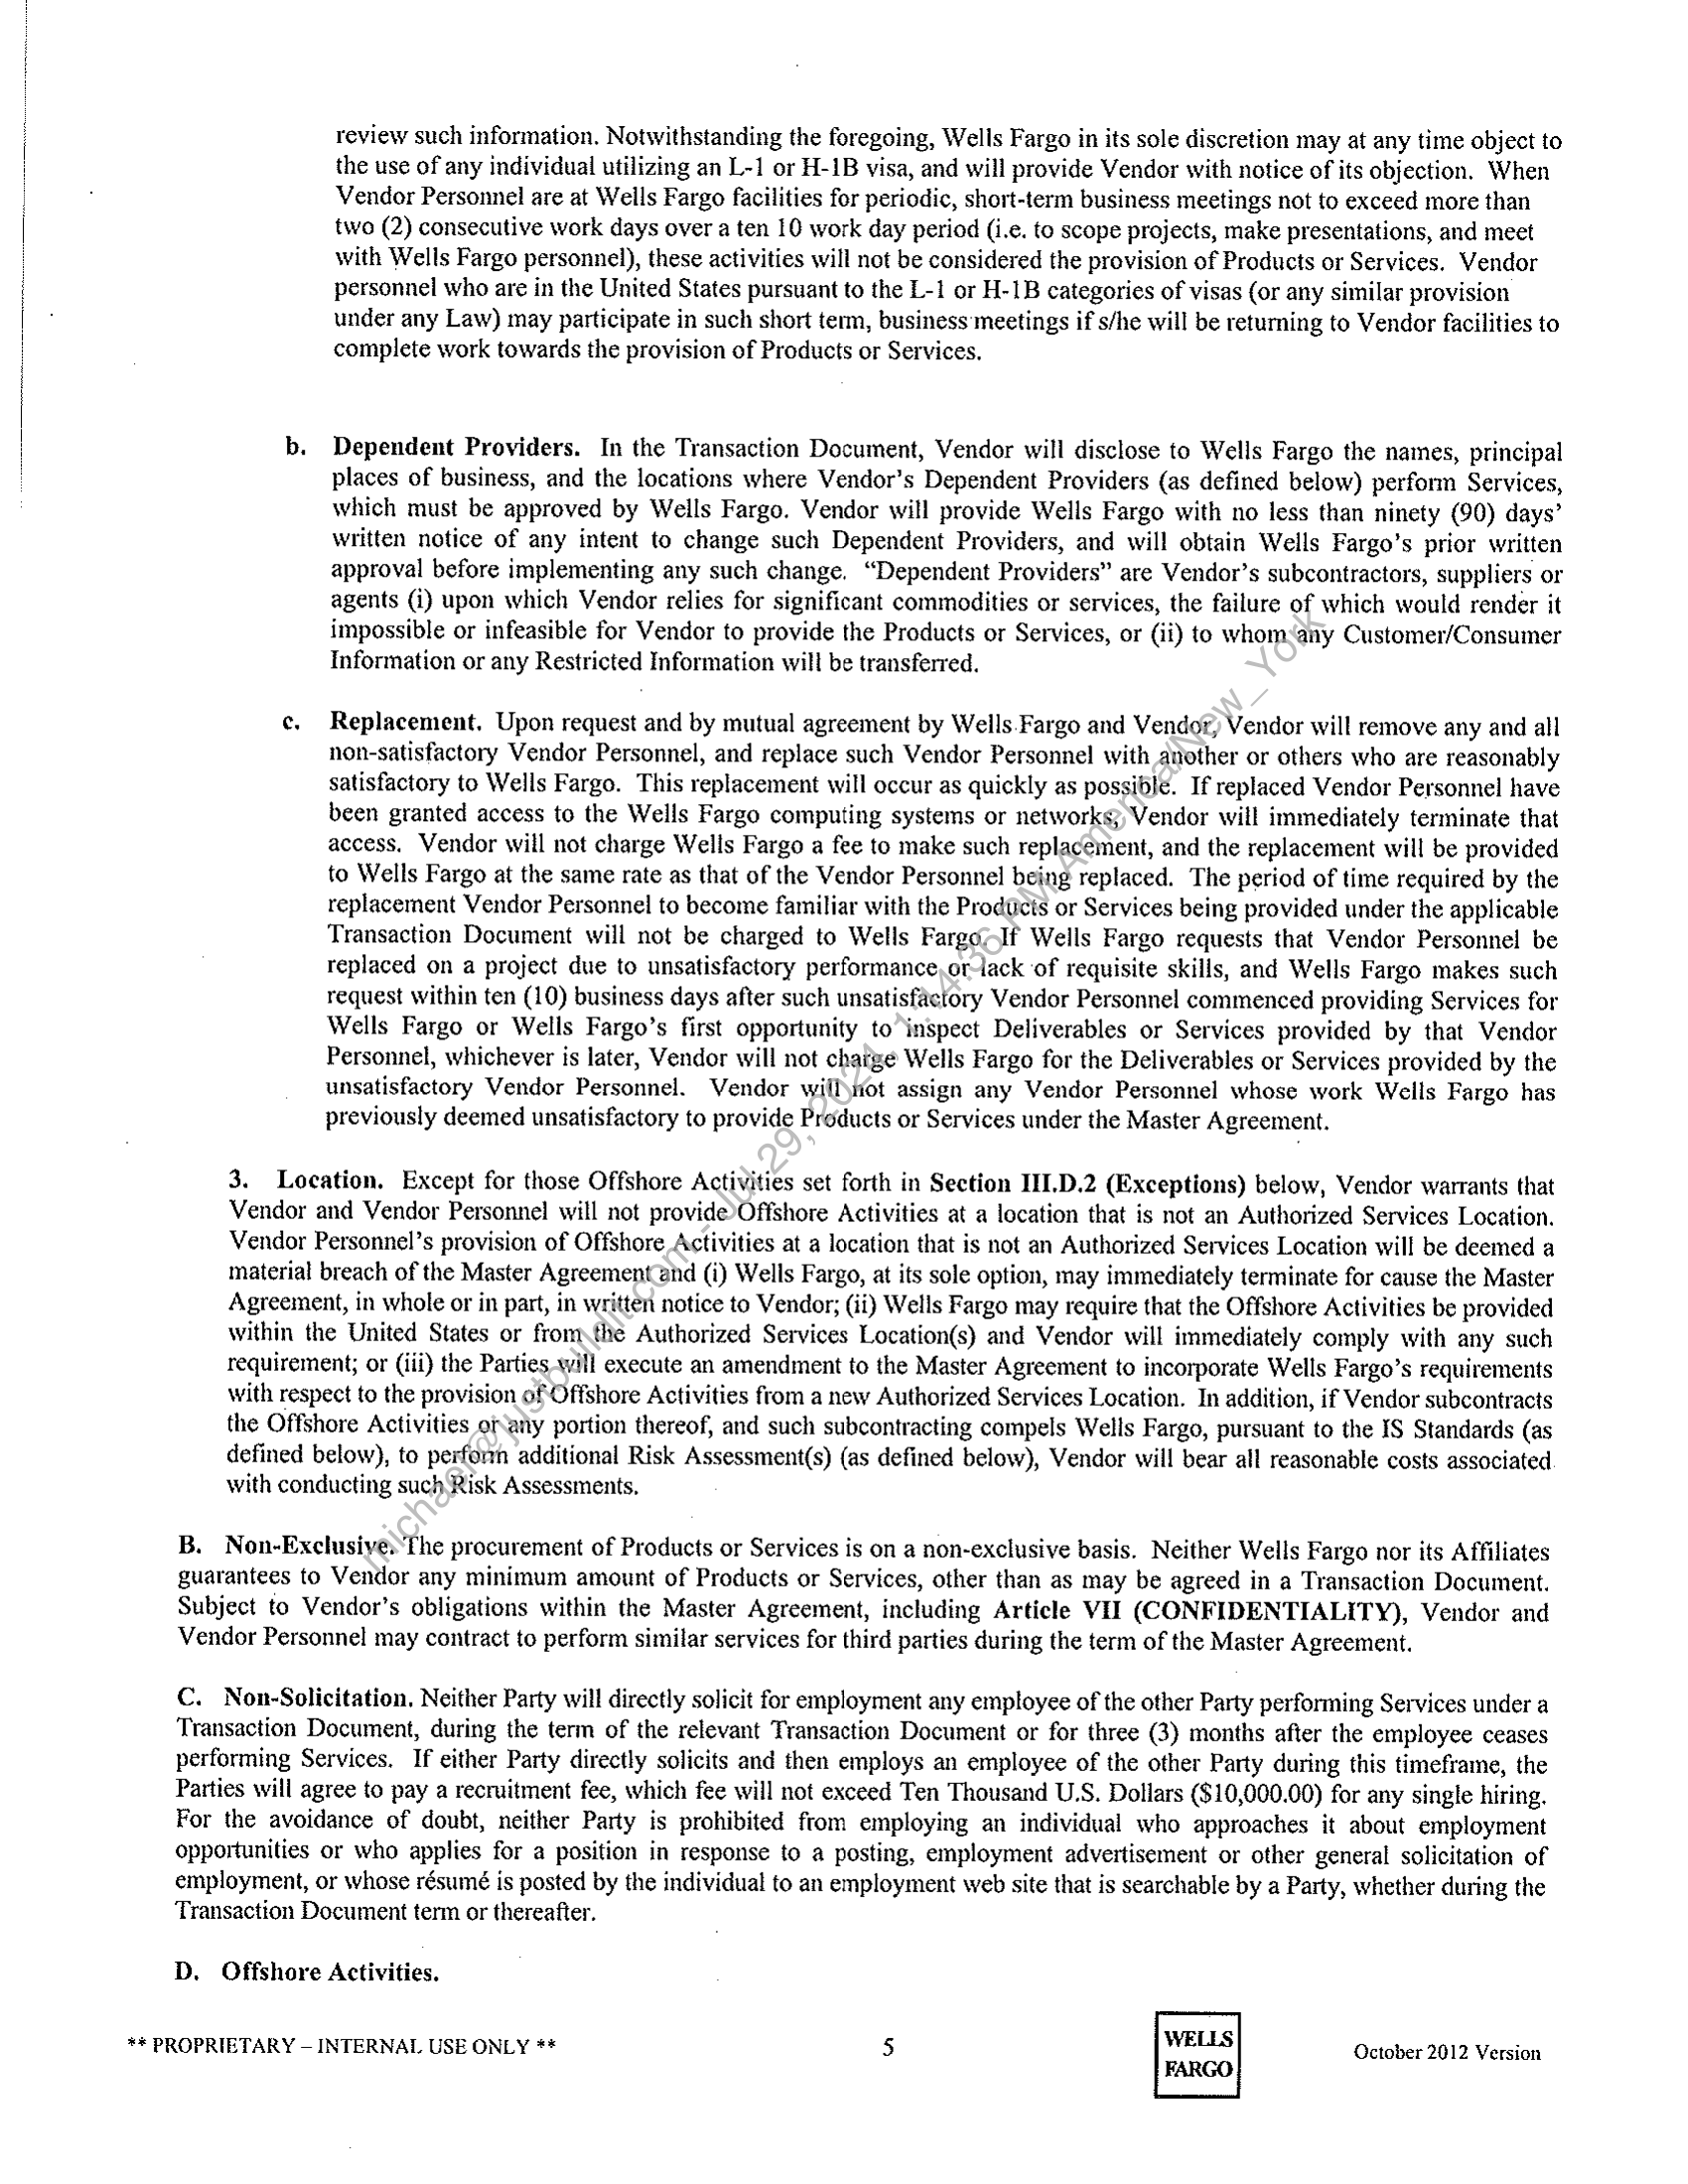 review such information. Notwithstanding the foregoing, Wells Fargo in its sole discretion may at any time object to
the use of any individual utilizing an L-1 or H-1B visa, and will provide Vendor with notice of its objection. When
Vendor Personnel are at Wells Fargo facilities for periodic, short-term business meetings not to exceed more than
two (2) consecutive work days over a ten 10 work day period (i.e. to scope projects, make presentations, and meet
with Wells Fargo personnel), these activities will not be considered the provision of Products or Services. Vendor
personnel who are in the United States pursuant to the L-1 or H-1B categories of visas (or any similar provision
under any Law) may participate in such short term, business meetings if s/he will be returning to Vendor facilities to
complete work towards the provision of Products or Services.
b. Dependent Providers. In the Transaction Document, Vendor will disclose to Wells Fargo the names, principal
places of business, and the locations where Vendor's Dependent Providers (as defined below) perform Services,
which must be approved by Wells Fargo. Vendor will provide Wells Fargo with no less than ninety (90) days'
written notice of any intent to change such Dependent Providers, and will obtain Wells Fargo's prior written
approval before implementing any such change. "Dependent Providers" are Vendor's subcontractors, suppliers or
agents (i) upon which Vendor relies for significant commodities or services, the failure of which would render it
impossible or infeasible for Vendor to provide the Products or Services, or (ii) to whom any Customer/Consumer
Information or any Restricted Information will be transferred.
c. Replacement. Upon request and by mutual agreement by Wells Fargo and Vendor, Vendor will remove any and all
non-satisfactory Vendor Personnel, and replace such Vendor Personnel with another or others who are reasonably
satisfactory to Wells Fargo. This replacement will occur as quickly as possible. If replaced Vendor Personnel have
been granted access to the Wells Fargo computing systems or networks, Vendor will immediately terminate that
access. Vendor will not charge Wells Fargo a fee to make such replacement, and the replacement will be provided
to Wells Fargo at the same rate as that of the Vendor Personnel being replaced. The period of time required by the
replacement Vendor Personnel to become familiar with the Products or Services being provided under the applicable
Transaction Document will not be charged to Wells Fargo. If Wells Fargo requests that Vendor Personnel be
replaced on a project due to unsatisfactory performance or lack of requisite skills, and Wells Fargo makes such
request within ten (10) business days after such unsatisfactory Vendor Personnel commenced providing Services for
Wells Fargo or Wells Fargo's first opportunity to inspect Deliverables or Services provided by that Vendor
Personnel, whichever is later, Vendor will not charge Wells Fargo for the Deliverables or Services provided by the
unsatisfactory Vendor Personnel. Vendor will not assign any Vendor Personnel whose work Wells Fargo has
previously deemed unsatisfactory to provide Products or Services under the Master Agreement.
3. Location. Except for those Offshore Activities set forth in Section III.D.2 (Exceptions) below, Vendor warrants that
Vendor and Vendor Personnel will not provide Offshore Activities at a location that is not an Authorized Services Location.
Vendor Personnel's provision of Offshore Activities at a location that is not an Authorized Services Location will be deemed a
material breach of the Master Agreement and (i) Wells Fargo, at its sole option, may immediately terminate for cause the Master
Agreement, in whole or in part, in written notice to Vendor; (ii) Wells Fargo may require that the Offshore Activities be provided
within the United States or from the Authorized Services Location(s) and Vendor will immediately comply with any such
requirement; or (iii) the Parties will execute an amendment to the Master Agreement to incorporate Wells Fargo's requirements
with respect to the provision of Offshore Activities from a new Authorized Services Location. In addition, if Vendor subcontracts
the Offshore Activities or any portion thereof, and such subcontracting compels Wells Fargo, pursuant to the IS Standards (as
defined below), to perform additional Risk Assessment(s) (as defined below), Vendor will bear all reasonable costs associated
with conducting such Risk Assessments.
B. Non-Exclusive. The procurement of Products or Services is on a non-exclusive basis. Neither Wells Fargo nor its Affiliates
guarantees to Vendor any minimum amount of Products or Services, other than as may be agreed in a Transaction Document.
Subject to Vendor's obligations within the Master Agreement, including Article VII (CONFIDENTIALITY), Vendor and
Vendor Personnel may contract to perform similar services for third parties during the term of the Master Agreement.
C. Non-Solicitation. Neither Party will directly solicit for employment any employee of the other Party performing Services under a
Transaction Document, during the term of the relevant Transaction Document or for three (3) months after the employee ceases
performing Services. If either Party directly solicits and then employs an employee of the other Party during this timeframe, the
Parties will agree to pay a recruitment fee, which fee will not exceed Ten Thousand U.S. Dollars ($10,000.00) for any single hiring.
For the avoidance of doubt, neither Party is prohibited from employing an individual who approaches it about employment
opportunities or who applies for a position in response to a posting, employment advertisement or other general solicitation of
employment, or whose résumé is posted by the individual to an employment web site that is searchable by a Party, whether during the
Transaction Document term or thereafter.
D. Offshore Activities.
** PROPRIETARY – INTERNAL USE ONLY **
5
WELLS
FARGO
October 2012 Version
michael@justbuildit.com - Jul 29, 2024, 1:14:36 PM America/New_York